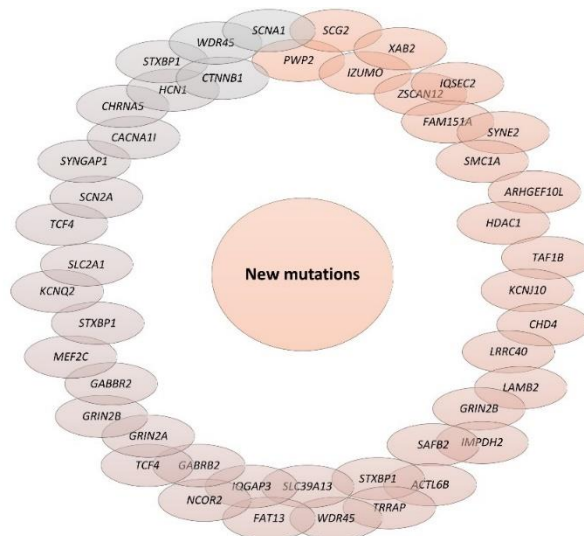 SCNA1
SCG2
WDR45
XAB2
PWP2
STXBP1
IZUMO
CTNNB1
IQSEC2
HCN1
ZSCAN12
CHRNA5
FAM151A
SYNE2
CACNA1I
SYNGAP1
SMC1A
ARHGEF10L
SCN2A
TCF4
HDAC1
TAF1B
SLC2A1
New mutations
KCNQ2
KCNJ10
STXBP1
CHD4
MEF2C
LRRC40
GABBR2
LAMB2
GRIN2B
GRIN2B
GRIN2A
SAFB2
IMPDH2
TCF4
GABRB2
STXBP1
IQGAP3
SLC39A13
ACTL6B
NCOR2
TRRAP
FAT13
WDR45